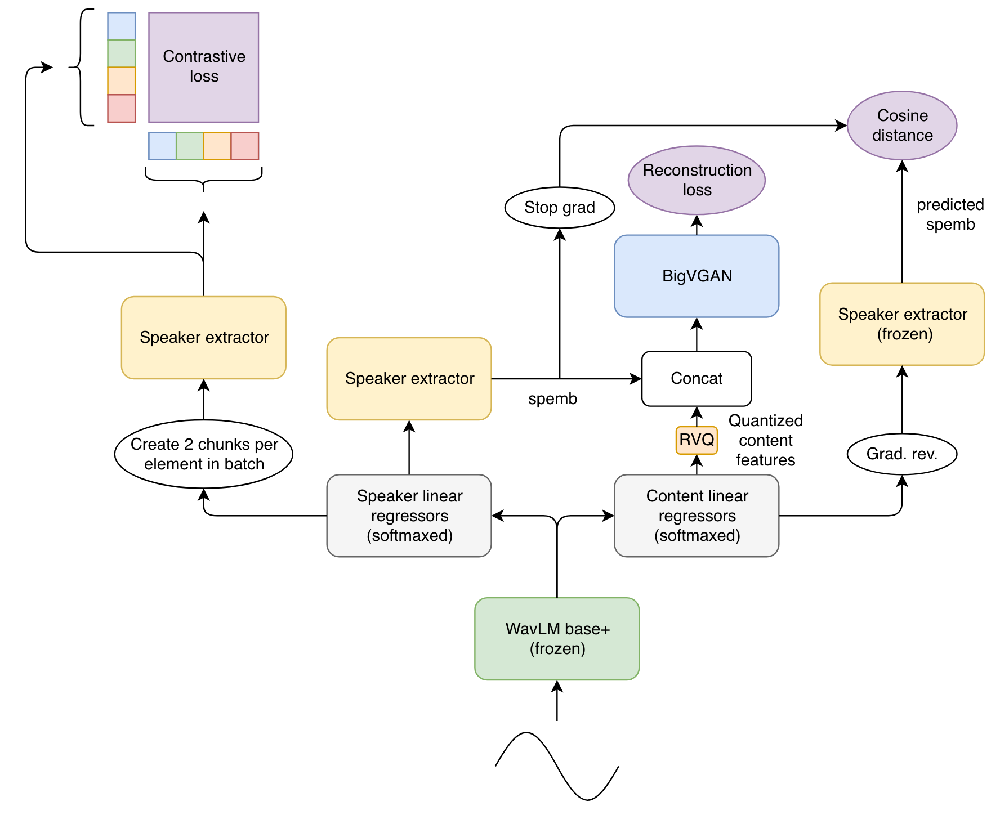 Contrastive
loss
Cosine
distance
Reconstruction
loss
Stop grad
predicted
spemb
BigVGAN
Speaker extractor
(frozen)
Speaker extractor
Speaker extractor
Concat
spemb
Quantized
content
features
RVQ
Create 2 chunks per
element in batch
Grad. rev.
Speaker linear
regressors
(softmaxed)
Content linear
regressors
(softmaxed)
WavLM base+
(frozen)